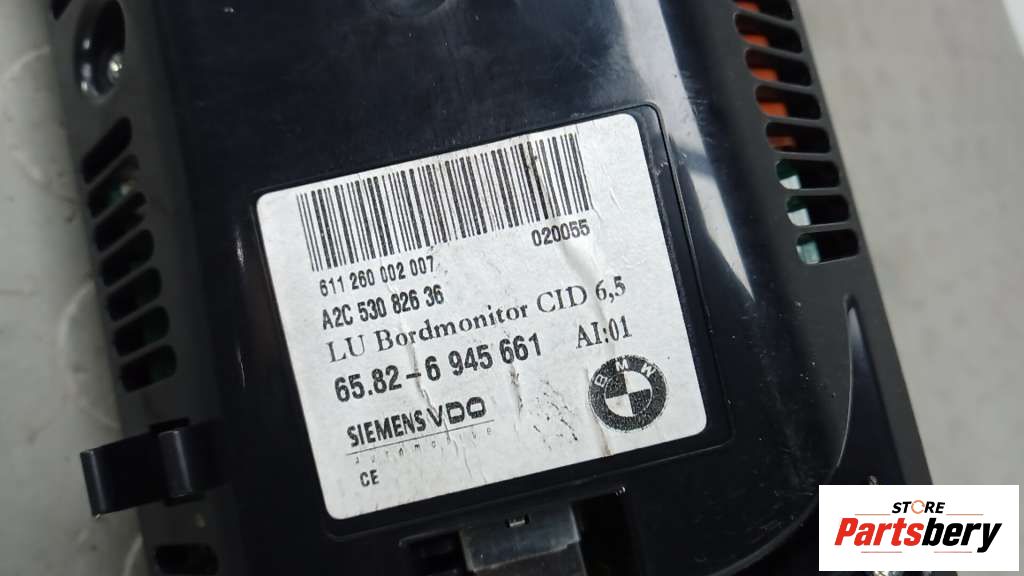 020055
611 260 002 007
A2C 530 826 36
LU Bordmonitor CID 6,5
65.82-6 945 661 AI:01
BMW
SIEMENS VDO
AUTOMOTIVE
CE
STORE
Partsbery